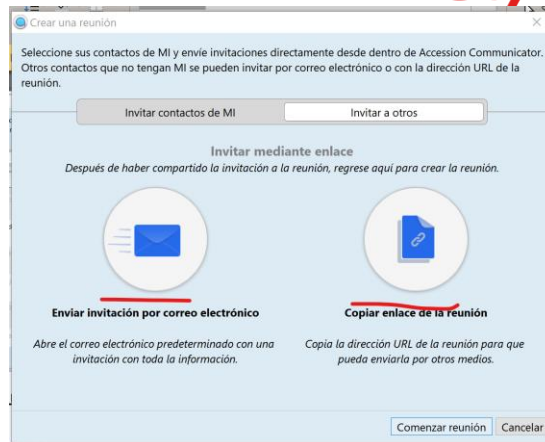 Crear una reunión
Seleccione sus contactos de MI y envíe invitaciones directamente desde dentro de Accession Communicator.
Otros contactos que no tengan MI se pueden invitar por correo electrónico o con la dirección URL de la
reunión.
Invitar contactos de MI
Invitar a otros
Invitar mediante enlace
Después de haber compartido la invitación a la reunión, regrese aquí para crear la reunión.
Enviar invitación por correo electrónico
Copiar enlace de la reunión
Abre el correo electrónico predeterminado con una
invitación con toda la información.
Copia la dirección URL de la reunión para que
pueda enviarla por otros medios.
Comenzar reunión
Cancelar